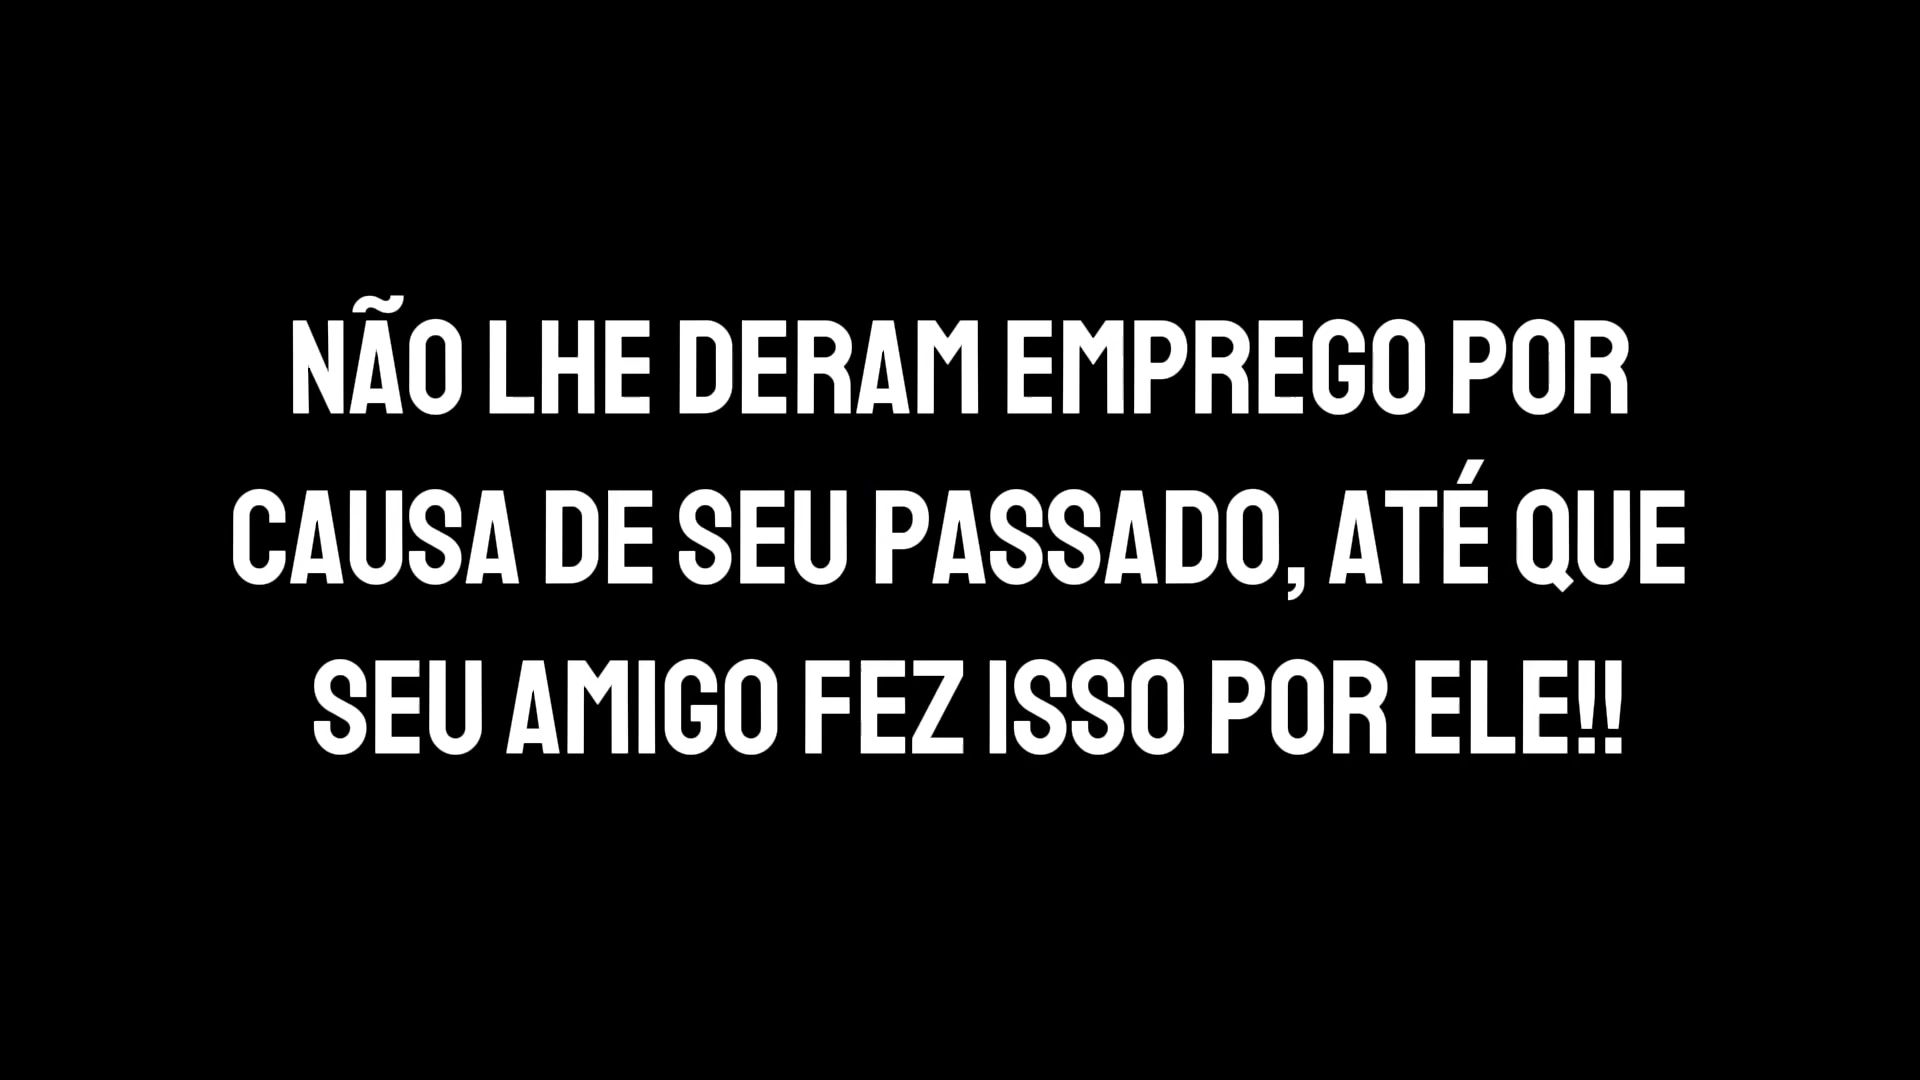 NÃO LHE DERAM EMPREGO POR
CAUSA DE SEU PASSADO, ATÉ QUE
SEU AMIGO FEZ ISSO POR ELE!!